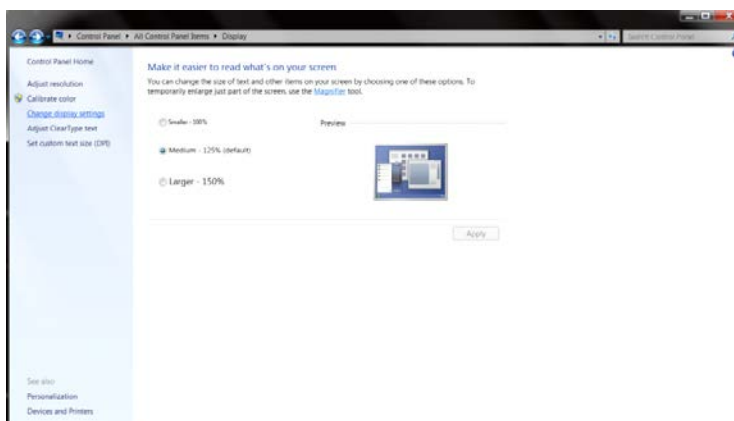 Control Panel ▸ All Control Panel Items ▸ Display
Search Control Panel
Control Panel Home
Adjust resolution
Calibrate color
Change display settings
Adjust ClearType text
Set custom text size (DPI)
Make it easier to read what's on your screen
You can change the size of text and other items on your screen by choosing one of these options. To
temporarily enlarge just part of the screen, use the Magnifier tool.
Smaller - 100%
Preview
Medium - 125% (default)
Larger - 150%
Apply
See also
Personalization
Devices and Printers